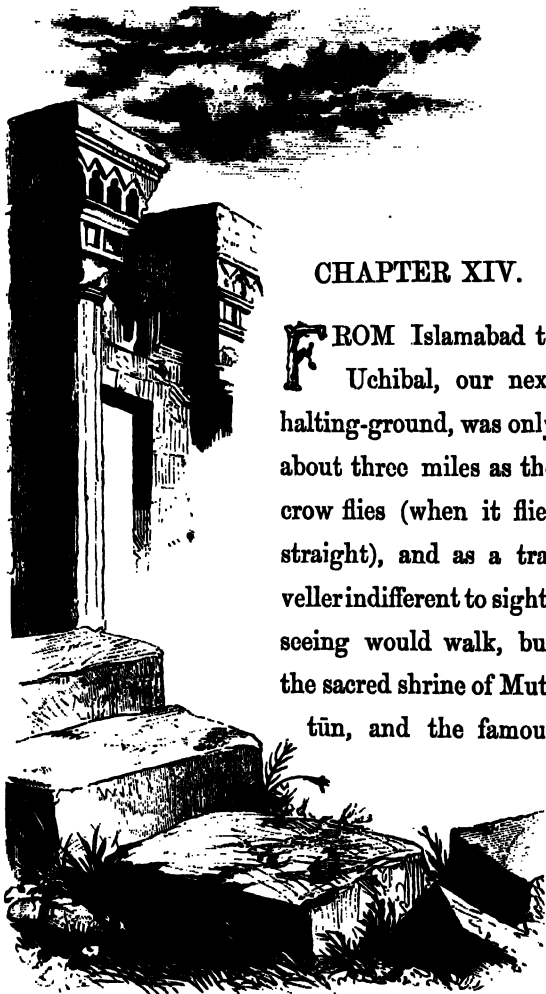 CHAPTER XIV.
FROM Islamabad t
Uchibal, our nex
halting-ground, was only
about three miles as th
crow flies (when it flie
straight), and as a tra
veller indifferent to sight
seeing would walk, bu
the sacred shrine of Mut
tūn, and the famou